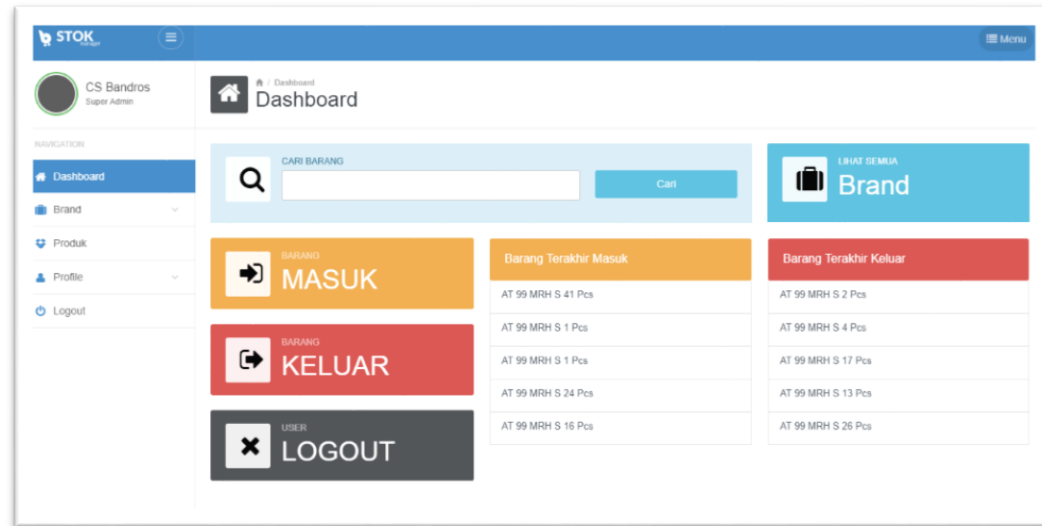 STOK
manager
Menu
CS Bandros
Super Admin
/ Dashboard
Dashboard
NAVIGATION
Dashboard
Brand
Produk
Profile
Logout
CARI BARANG
Cari
LIHAT SEMUA
Brand
BARANG
MASUK
BARANG
KELUAR
USER
LOGOUT
Barang Terakhir Masuk
AT 99 MRH S 41 Pcs
AT 99 MRH S 1 Pcs
AT 99 MRH S 1 Pcs
AT 99 MRH S 24 Pcs
AT 99 MRH S 16 Pcs
Barang Terakhir Keluar
AT 99 MRH S 2 Pcs
AT 99 MRH S 4 Pcs
AT 99 MRH S 17 Pcs
AT 99 MRH S 13 Pcs
AT 99 MRH S 26 Pcs